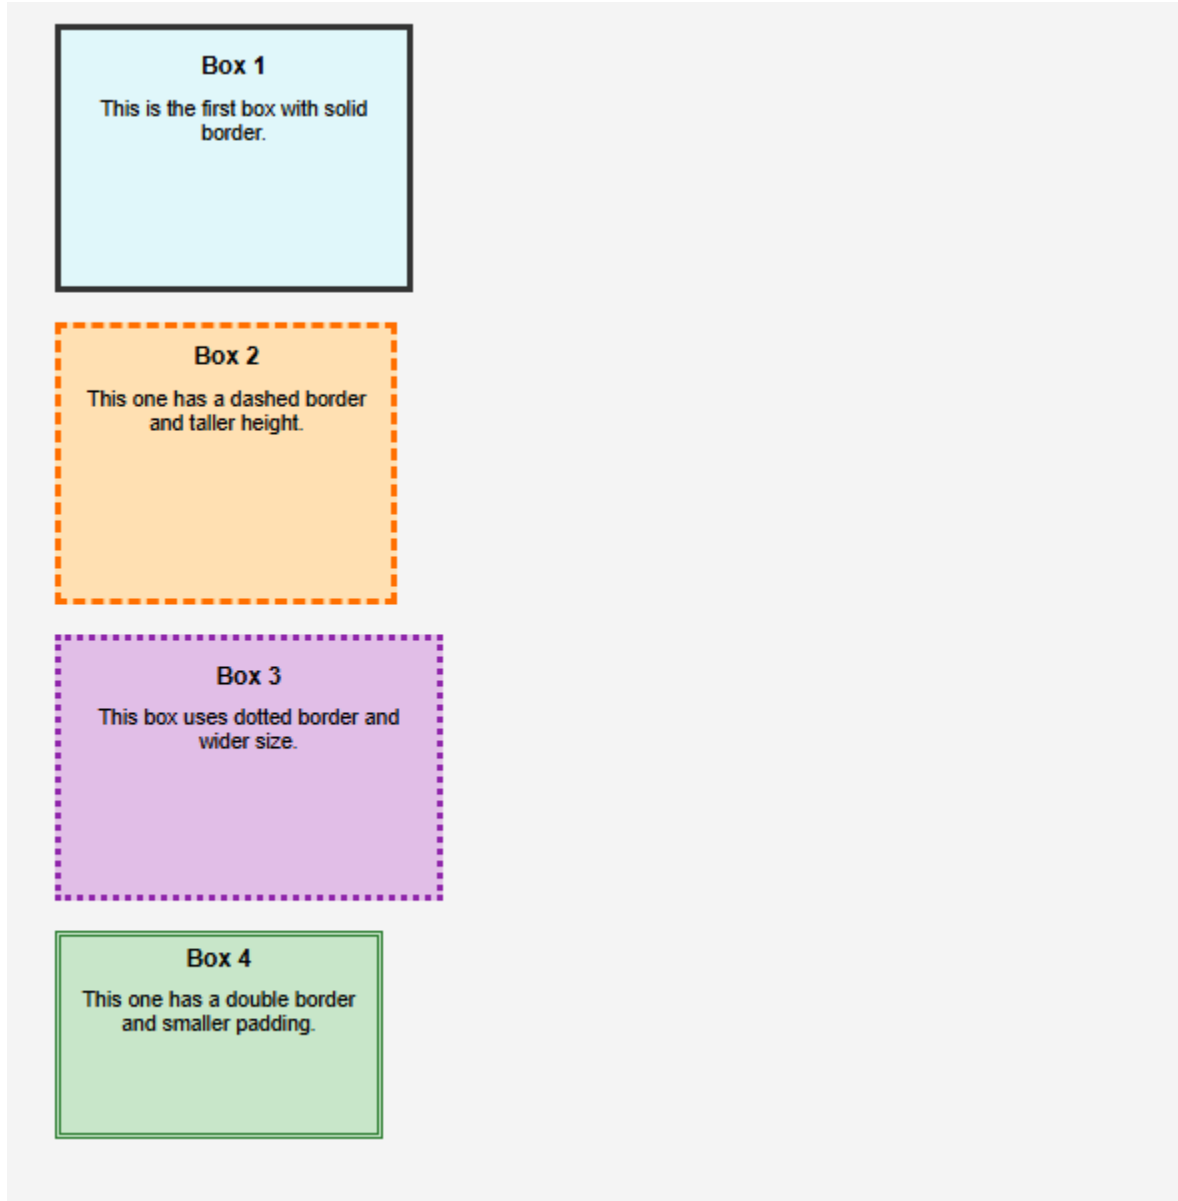 Box 1
This is the first box with solid
border.
Box 2
This one has a dashed border
and taller height.
Box 3
This box uses dotted border and
wider size.
Box 4
This one has a double border
and smaller padding.